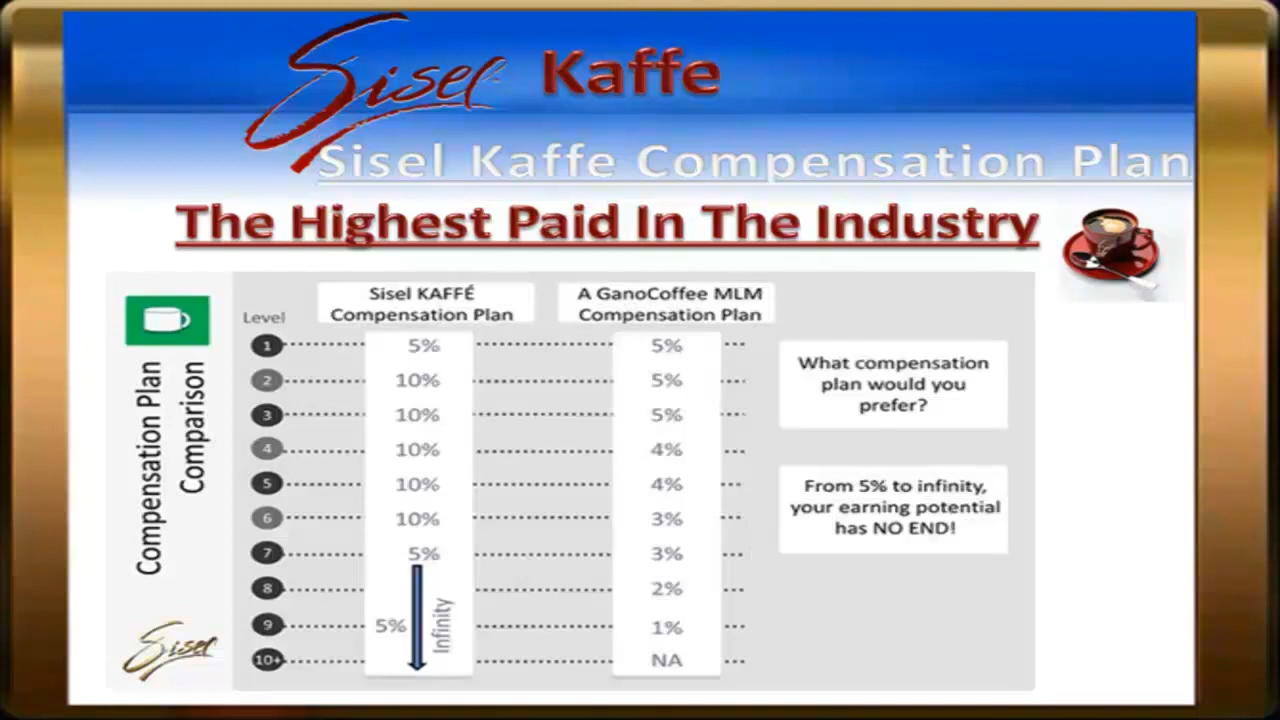 Sisel Kaffe
Sisel Kaffe Compensation Plan
The Highest Paid In The Industry
Compensation Plan
Comparison
Sisel
Level
Sisel KAFFÉ
Compensation Plan
A GanoCoffee MLM
Compensation Plan
1 5% 5%
2 10% 5%
3 10% 5%
4 10% 4%
5 10% 4%
6 10% 3%
7 5% 3%
8 2%
9 5% 1%
10+ NA
Infinity
What compensation
plan would you
prefer?
From 5% to infinity,
your earning potential
has NO END!